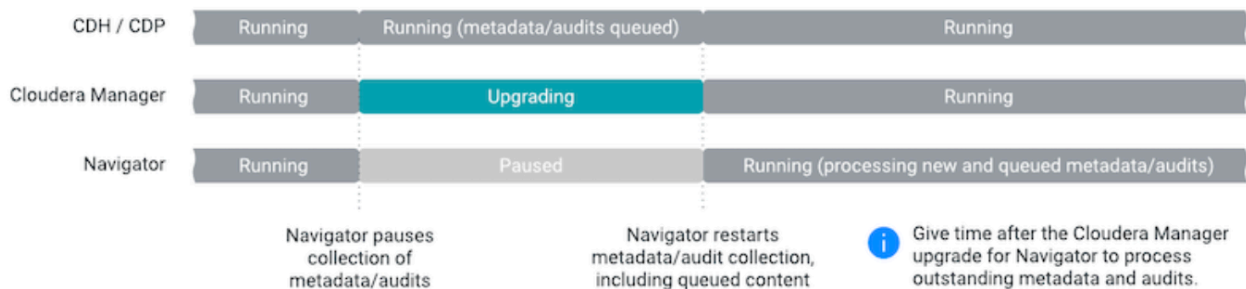 CDH / CDP Running Running (metadata/audits queued) Running
Cloudera Manager Running Upgrading Running
Navigator Running Paused Running (processing new and queued metadata/audits)
Navigator pauses
collection of
metadata/audits
Navigator restarts
metadata/audit collection,
including queued content
i Give time after the Cloudera Manager
upgrade for Navigator to process
outstanding metadata and audits.